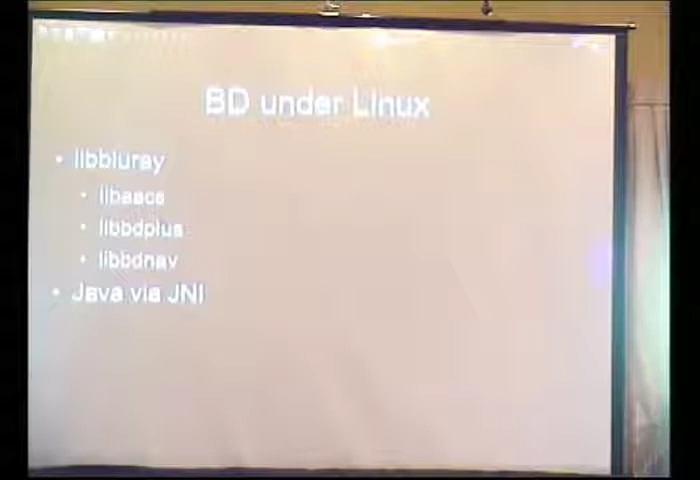 BD under Linux
• libbluray
• libaacs
• libbdplus
• libbdnav
• Java via JNI